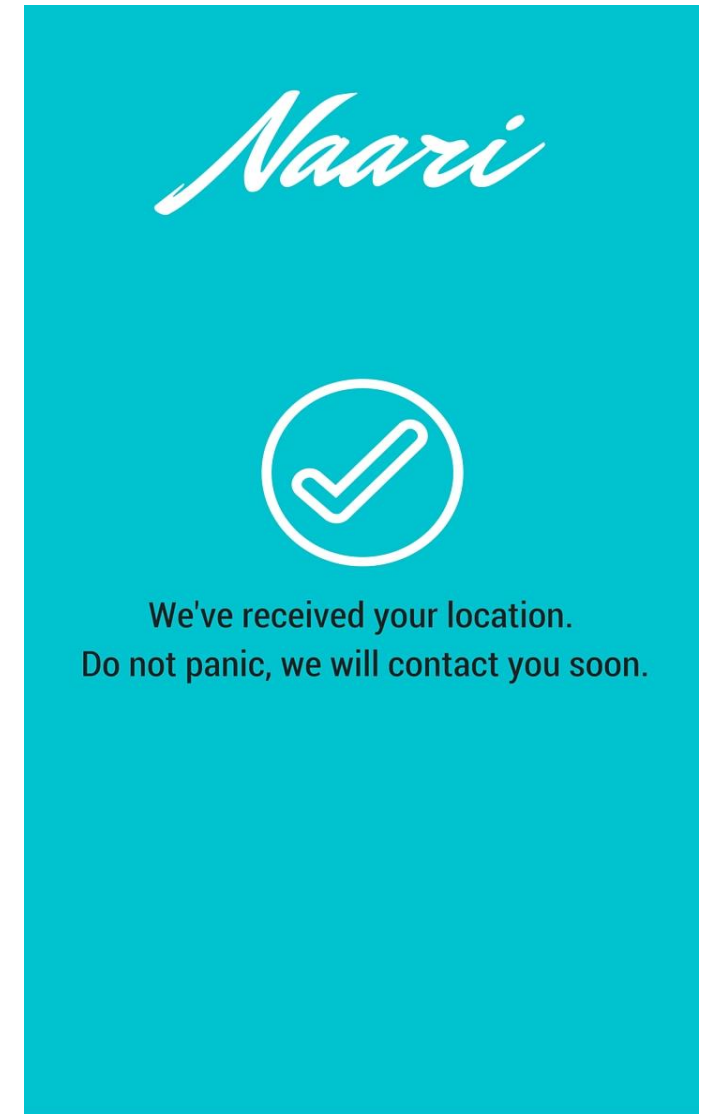 Naari
We've received your location.
Do not panic, we will contact you soon.